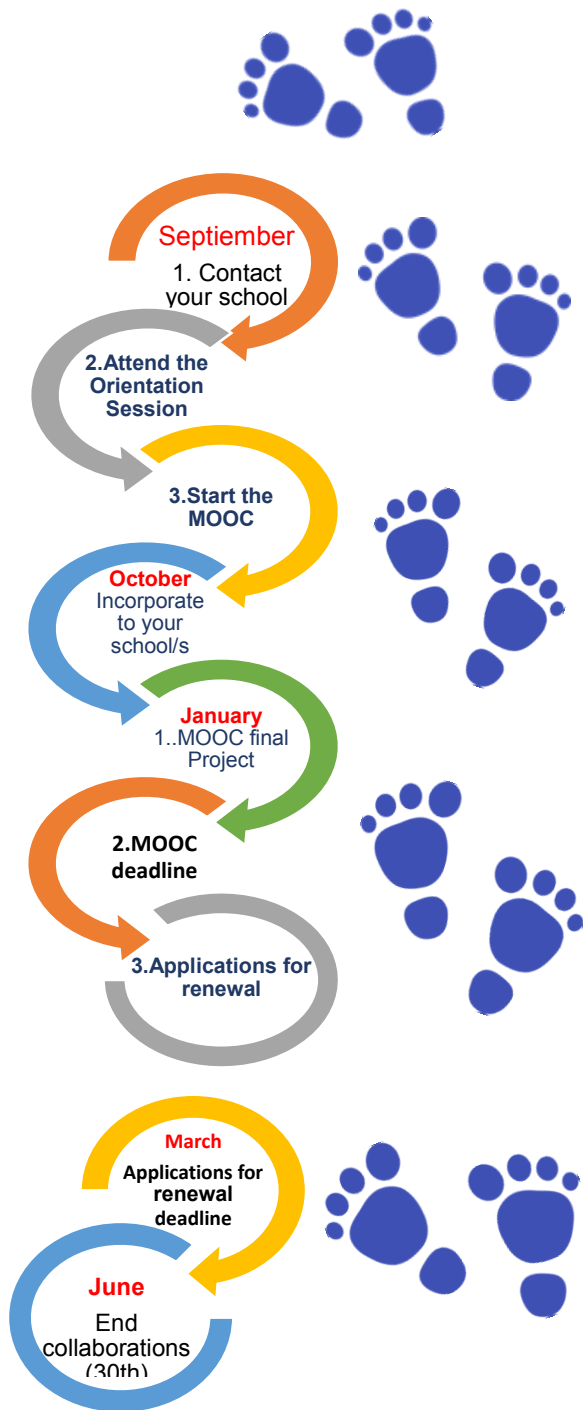 Septiember
1. Contact
your school
2.Attend the
Orientation
Session
3.Start the
MOOC
October
Incorporate
to your
school/s
January
1..MOOC final
Project
2.MOOC
deadline
3.Applications for
renewal
March
Applications for
renewal
deadline
June
End
collaborations
(30th)